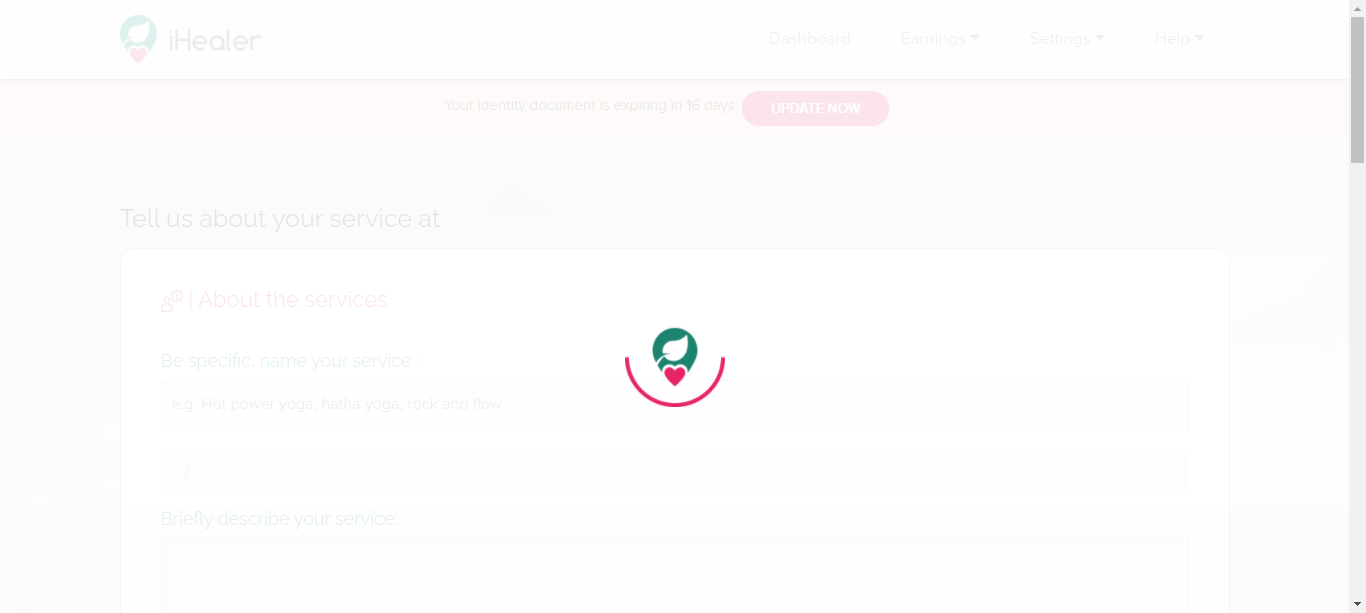 iHealer
Dashboard
Earnings
Settings
Help
Your identity document is expiring in 16 days.
UPDATE NOW
Tell us about your service at
| About the services
Be specific, name your service :
e.g, Hot power yoga, hatha yoga, rock and flow
/
Briefly describe your service: